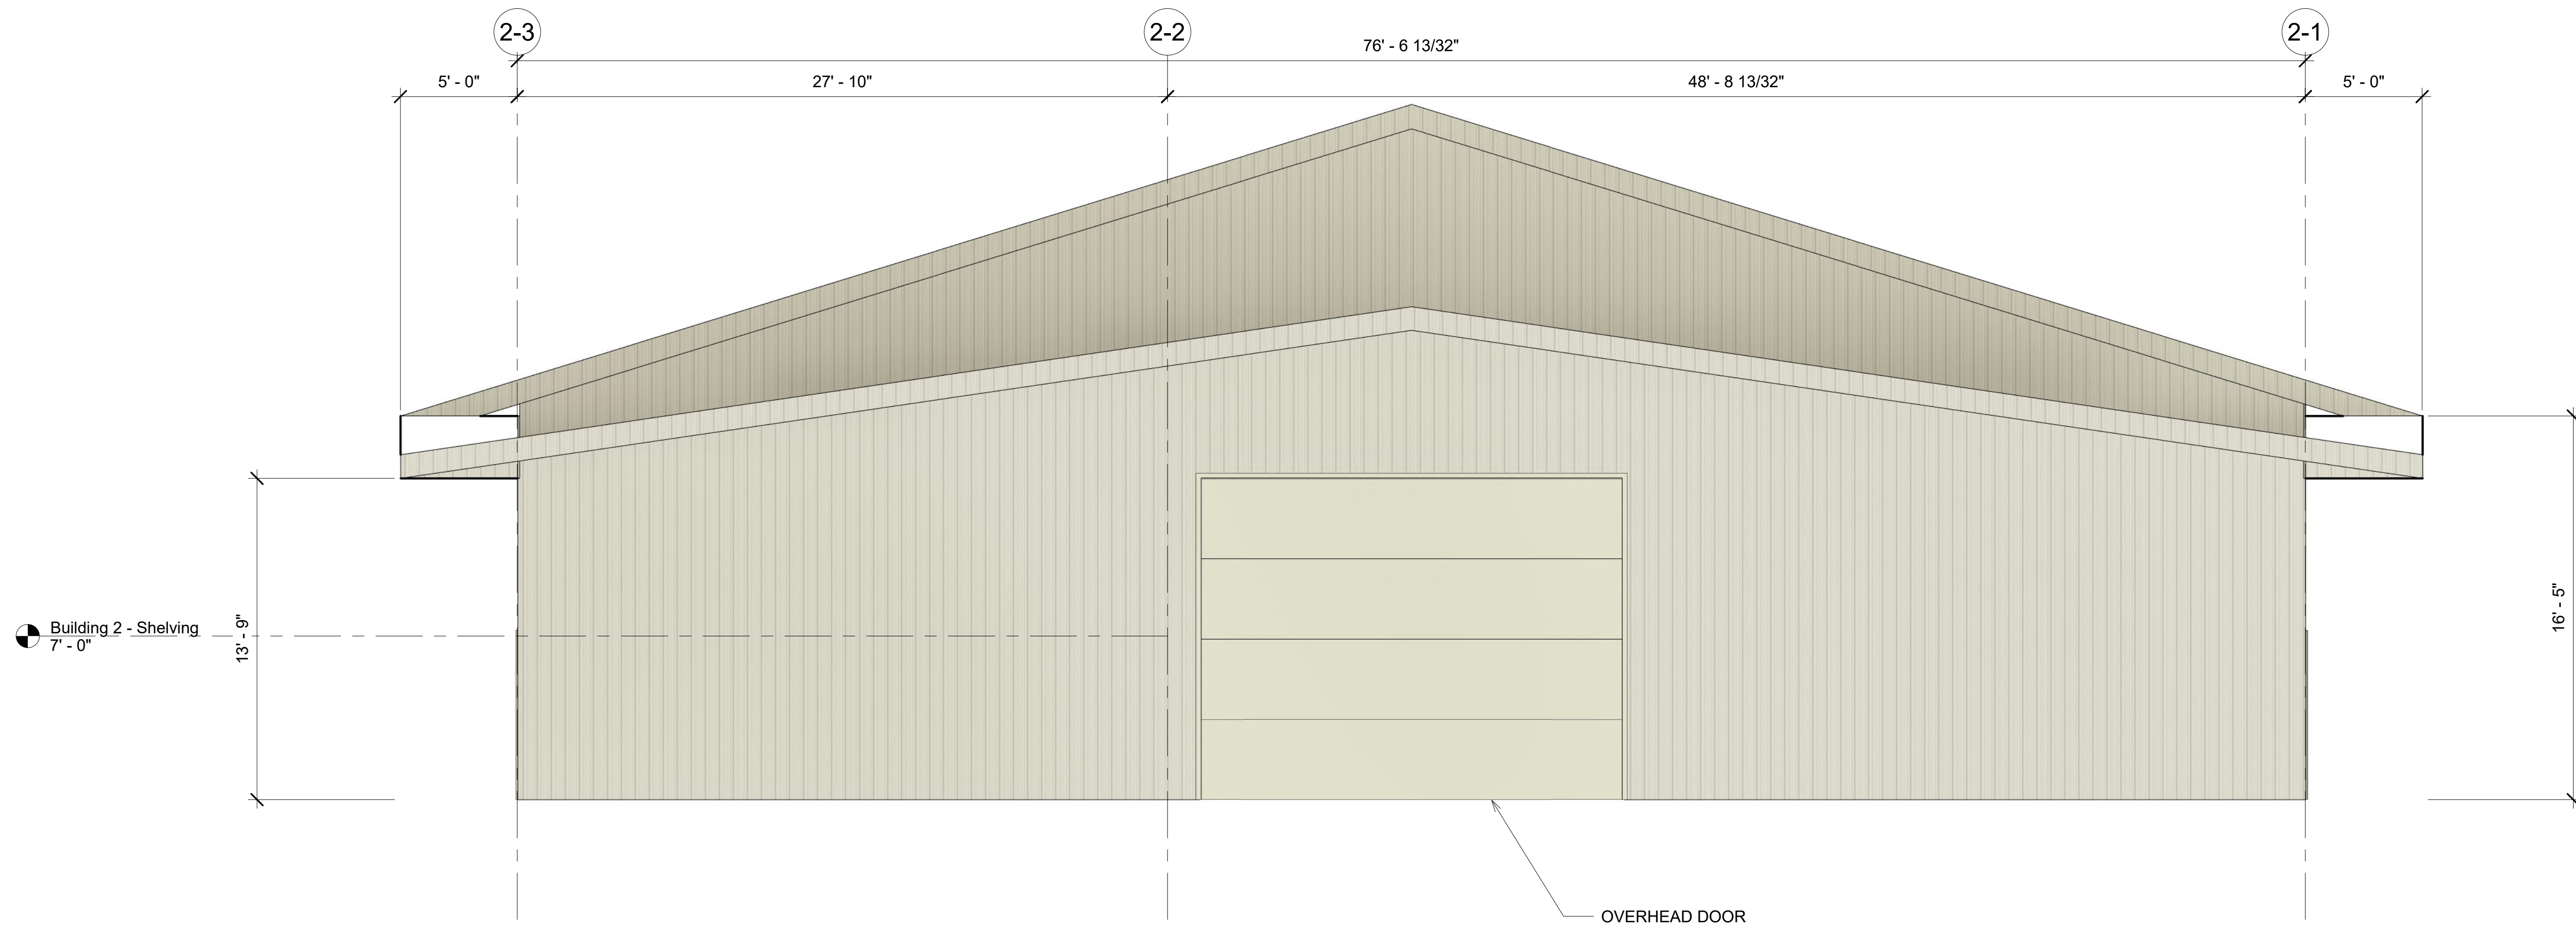 2-3
2-2
2-1
76' - 6 13/32"
5' - 0"
27' - 10"
48' - 8 13/32"
5' - 0"
Building 2 - Shelving
7' - 0"
13' - 9"
16' - 5"
OVERHEAD DOOR